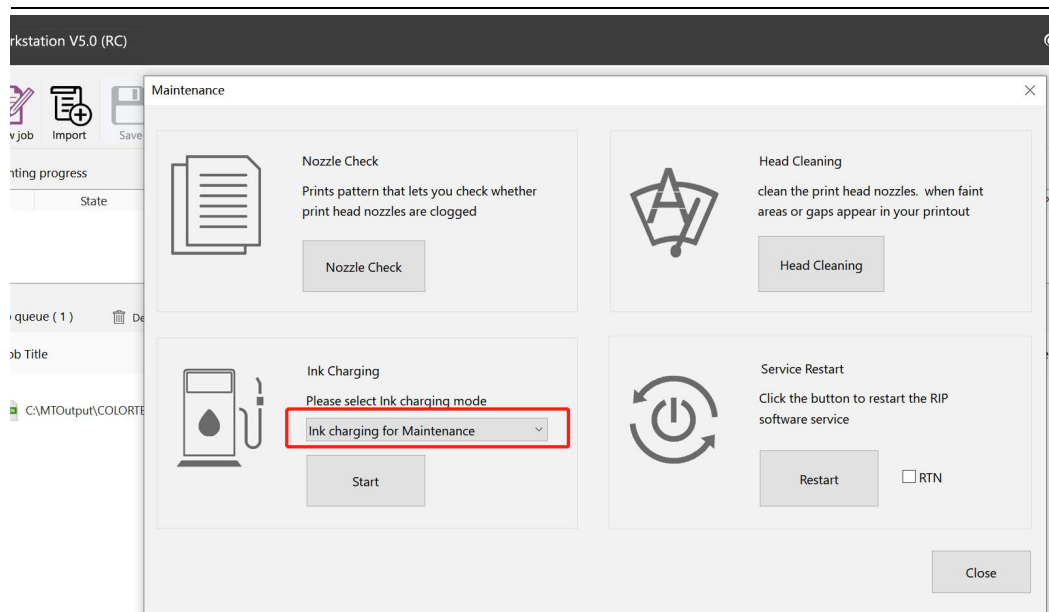 rkstation V5.0 (RC)
Maintenance
w job
Import
Save
nting progress
State
queue ( 1 )
De
ob Title
C:\MTOutput\COLORTE
Nozzle Check
Prints pattern that lets you check whether
print head nozzles are clogged
Nozzle Check
Head Cleaning
clean the print head nozzles. when faint
areas or gaps appear in your printout
Head Cleaning
Ink Charging
Please select Ink charging mode
Ink charging for Maintenance
Start
Service Restart
Click the button to restart the RIP
software service
Restart
RTN
Close